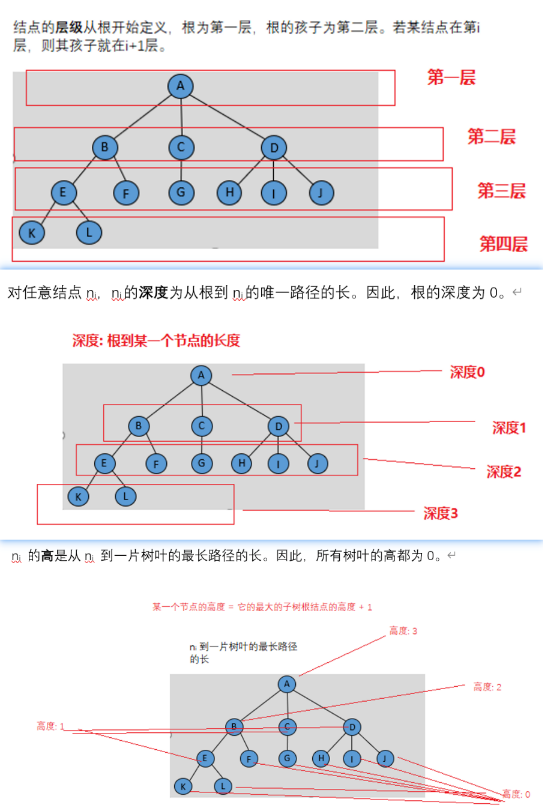 结点的层级从根开始定义，根为第一层，根的孩子为第二层。若某结点在第i
层，则其孩子就在i+1层。
A
第一层
B C D
第二层
E F G H I J
第三层
K L
第四层
对任意结点 nᵢ，nᵢ的深度为从根到 nᵢ的唯一路径的长。因此，根的深度为 0。↵
深度: 根到某一个节点的长度
A
深度0
B C D
深度1
E F G H I J
深度2
K L
深度3
nᵢ 的高是从 nᵢ 到一片树叶的最长路径的长。因此，所有树叶的高都为 0。↵
某一个节点的高度 = 它的最大的子树根结点的高度 + 1
高度: 3
nᵢ 到一片树叶的最长路径
的长
A
高度: 2
高度: 1
B C D
E F G H I J
K L
高度: 0